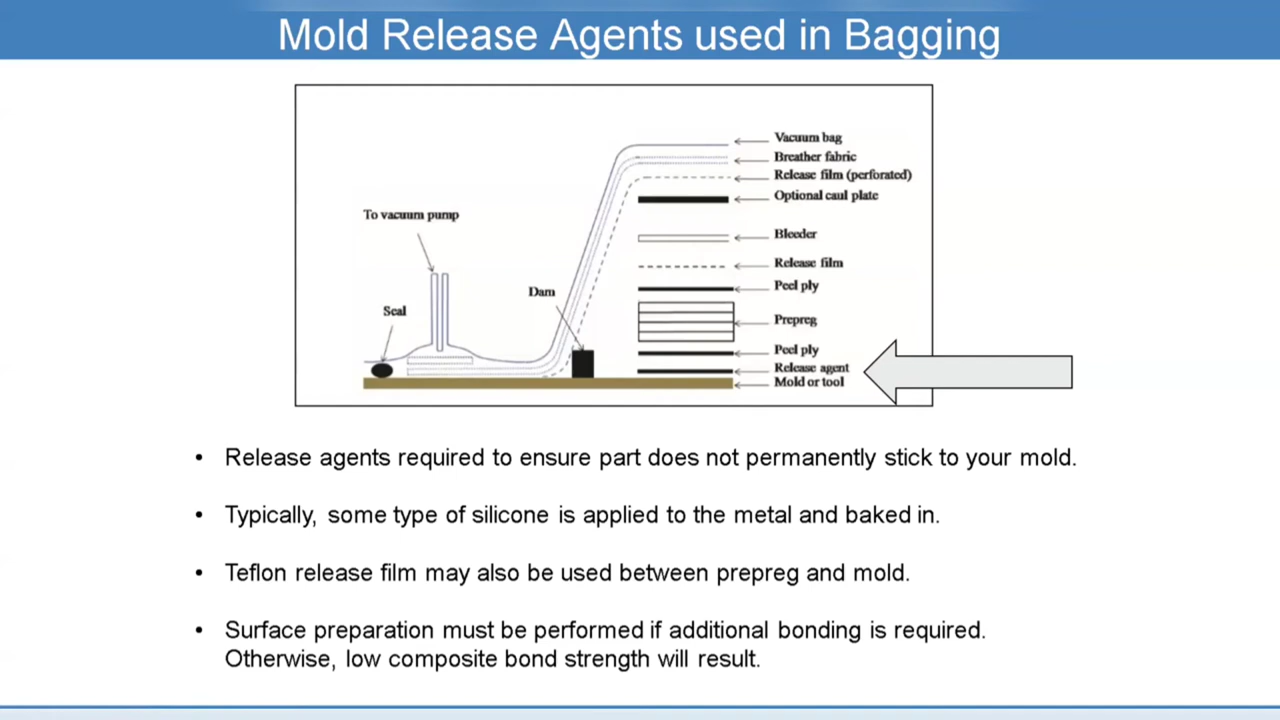 Mold Release Agents used in Bagging
Vacuum bag
Breather fabric
Release film (perforated)
Optional caul plate
To vacuum pump
Bleeder
Release film
Peel ply
Dam
Seal
Prepreg
Peel ply
Release agent
Mold or tool
• Release agents required to ensure part does not permanently stick to your mold.
• Typically, some type of silicone is applied to the metal and baked in.
• Teflon release film may also be used between prepreg and mold.
• Surface preparation must be performed if additional bonding is required.
Otherwise, low composite bond strength will result.